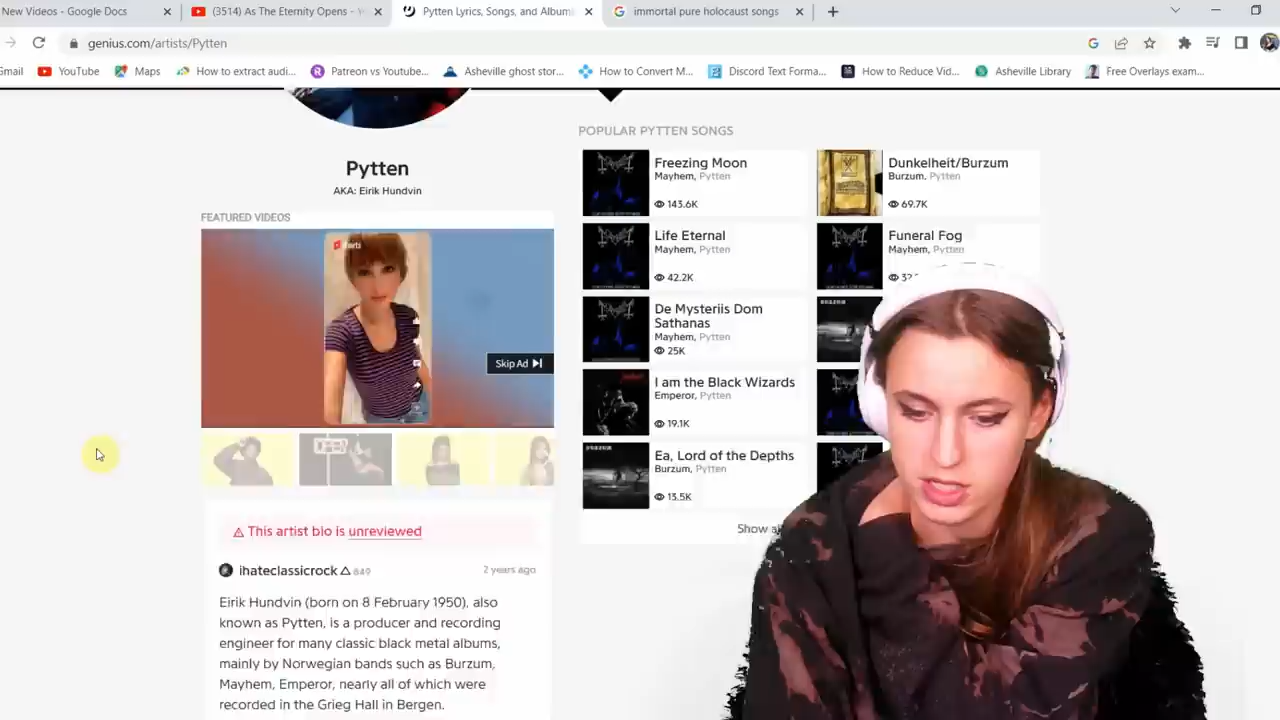 New Videos - Google Docs
(3514) As The Eternity Opens -
Pytten Lyrics, Songs, and Album
immortal pure holocaust songs
genius.com/artists/Pytten
Gmail
YouTube
Maps
How to extract audi...
Patreon vs Youtube...
Asheville ghost stor...
How to Convert M...
Discord Text Forma...
How to Reduce Vid...
Asheville Library
Free Overlays exam...
Pytten
AKA: Eirik Hundvin
FEATURED VIDEOS
Skip Ad
This artist bio is unreviewed
ihateclassicrock 849
2 years ago
Eirik Hundvin (born on 8 February 1950), also
known as Pytten, is a producer and recording
engineer for many classic black metal albums,
mainly by Norwegian bands such as Burzum,
Mayhem, Emperor, nearly all of which were
recorded in the Grieg Hall in Bergen.
POPULAR PYTTEN SONGS
Freezing Moon
Mayhem, Pytten
143.6K
Dunkelheit/Burzum
Burzum, Pytten
69.7K
Life Eternal
Mayhem, Pytten
42.2K
Funeral Fog
Mayhem, Pytten
De Mysteriis Dom
Sathanas
Mayhem, Pytten
25K
I am the Black Wizards
Emperor, Pytten
19.1K
Ea, Lord of the Depths
Burzum, Pytten
13.5K
Show